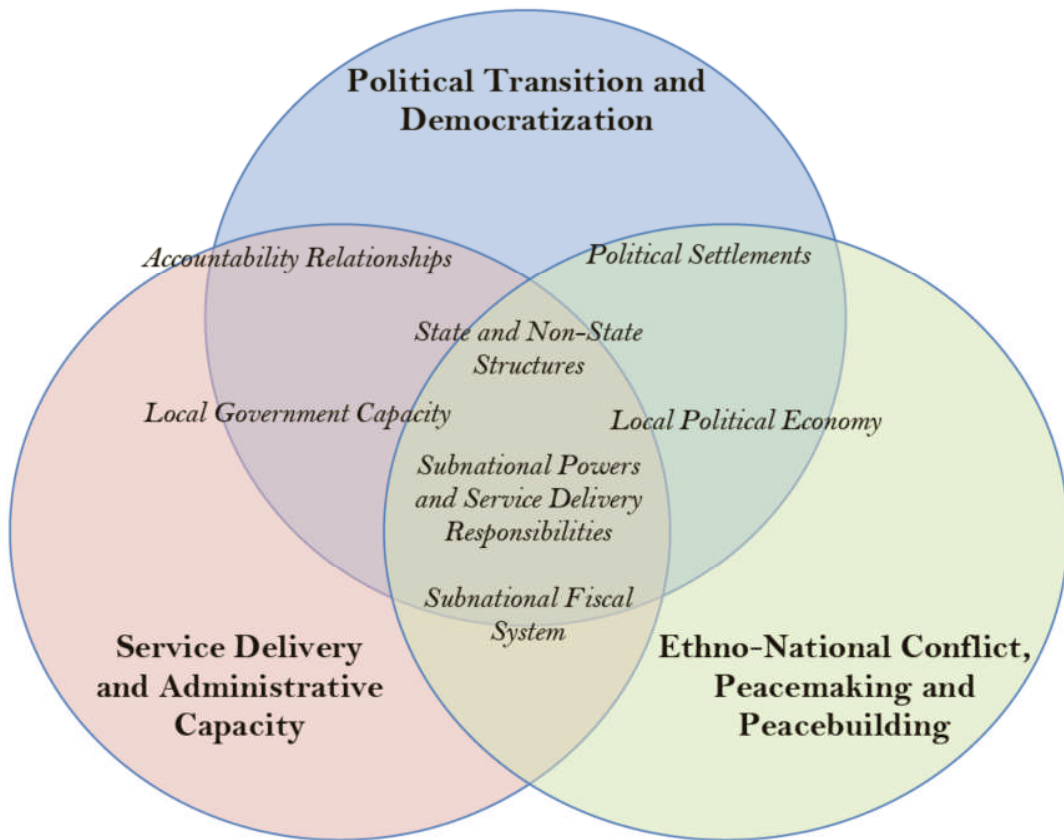 Political Transition and
Democratization
Accountability Relationships
Political Settlements
State and Non-State
Structures
Local Government Capacity
Local Political Economy
Subnational Powers
and Service Delivery
Responsibilities
Subnational Fiscal
System
Service Delivery
and Administrative
Capacity
Ethno-National Conflict,
Peacemaking and
Peacebuilding